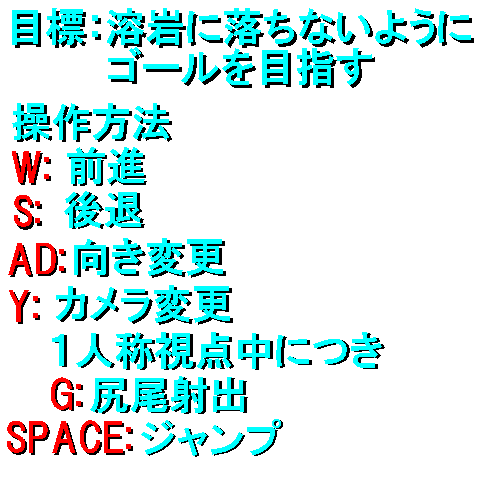 目標:溶岩に落ちないように
ゴールを目指す
操作方法
W: 前進
S: 後退
AD:向き変更
Y: カメラ変更
1人称視点中につき
G:尻尾射出
SPACE:ジャンプ